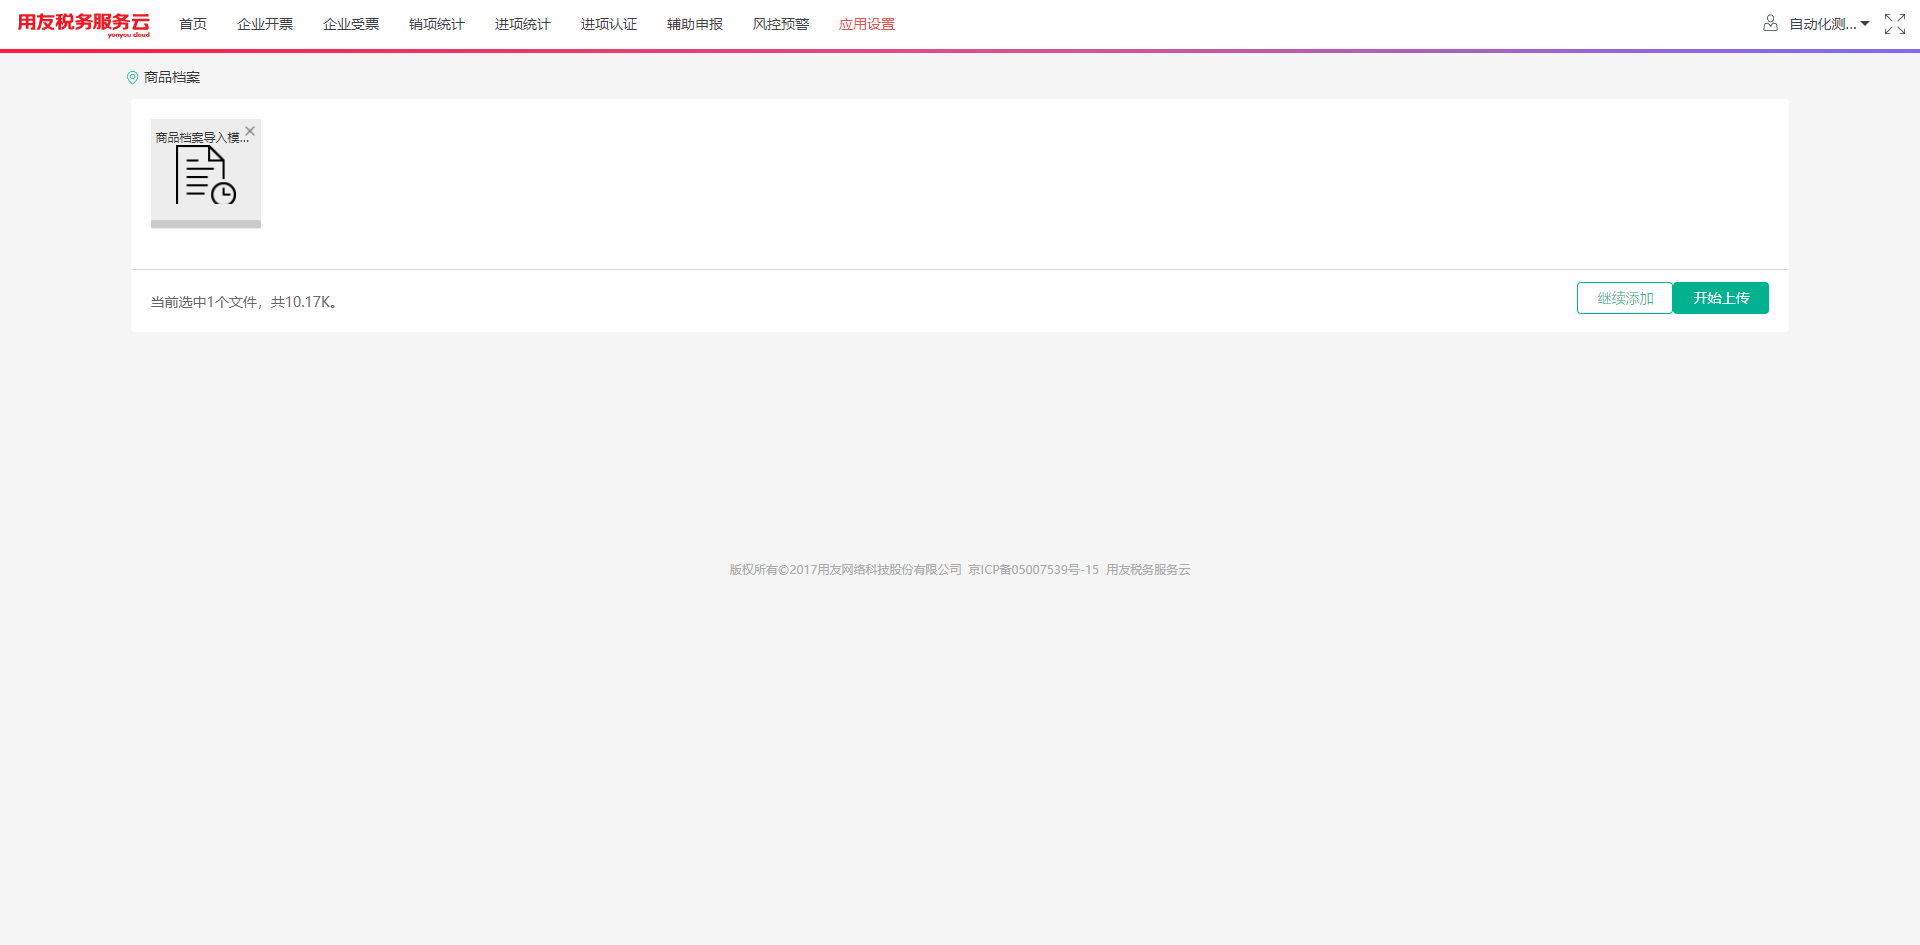 用友税务服务云
yonyou cloud
首页 企业开票 企业受票 销项统计 进项统计 进项认证 辅助申报 风控预警 应用设置
自动化测...
商品档案
商品档案导入模...
当前选中1个文件，共10.17K。
继续添加 开始上传
版权所有©2017用友网络科技股份有限公司 京ICP备05007539号-15 用友税务服务云